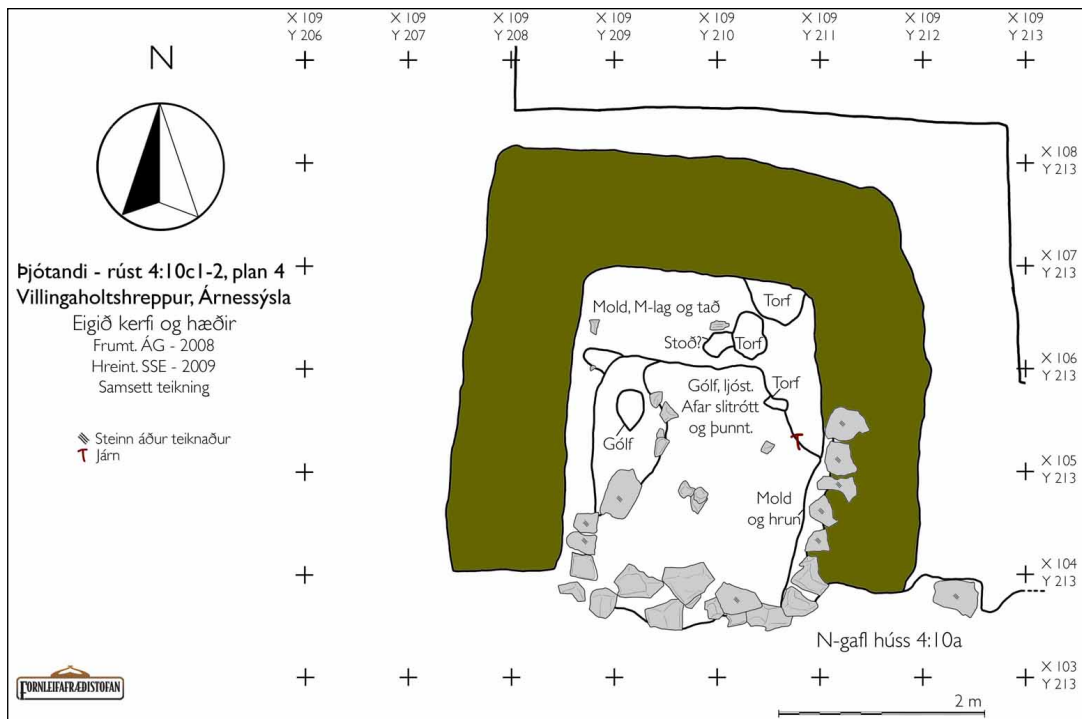 X 109 X 109 X 109 X 109 X 109 X 109 X 109 X 109
Y 206 Y 207 Y 208 Y 209 Y 210 Y 211 Y 212 Y 213
N
X 108
Y 213
Þjótandi - rúst 4:10c1-2, plan 4
Villingaholtshreppur, Árnessýsla
Eigið kerfi og hæðir
Frumt. ÁG - 2008
Hreint. SSE - 2009
Samsett teikning
Steinn áður teiknaður
Járn
X 107
Y 213
Torf
Mold, M-lag og tað
Stoð?
Torf
X 106
Y 213
Gólf, ljóst.
Afar slitrótt
og þunnt.
Torf
Gólf
X 105
Y 213
Mold
og hrun
X 104
Y 213
N-gafl húss 4:10a
X 103
Y 213
FORNLEIFAFRÆÐISTOFAN
2 m